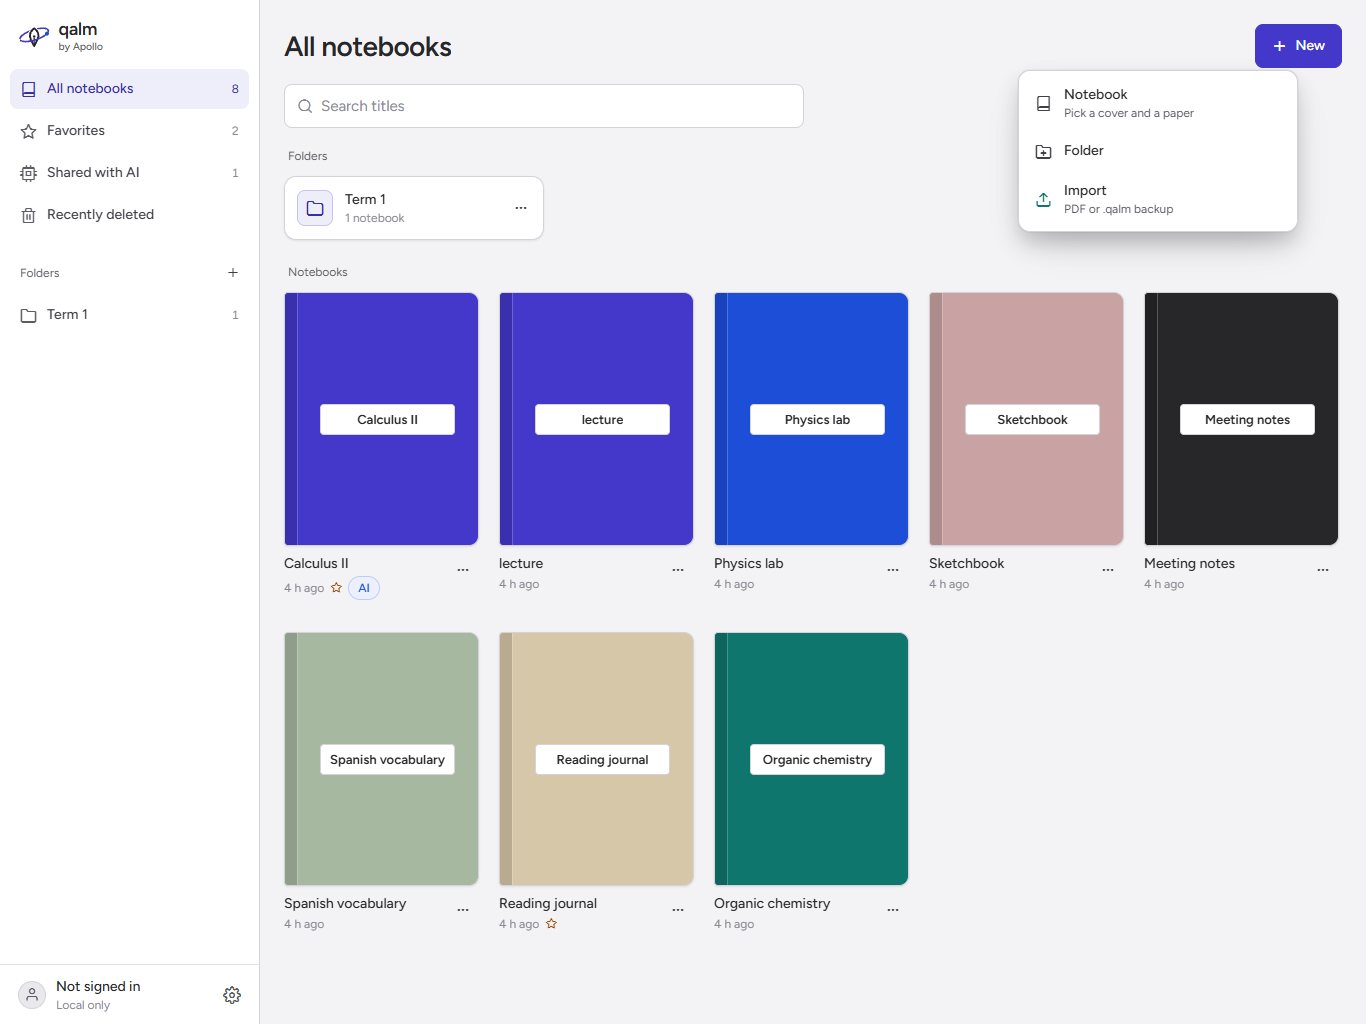 qalm
by Apollo
All notebooks 8
Favorites 2
Shared with AI 1
Recently deleted
Folders
Term 1 1
Not signed in
Local only
All notebooks
New
Search titles
Notebook
Pick a cover and a paper
Folder
Import
PDF or .qalm backup
Folders
Term 1
1 notebook
Notebooks
Calculus II
lecture
Physics lab
Sketchbook
Meeting notes
Calculus II
4 h ago AI
lecture
4 h ago
Physics lab
4 h ago
Sketchbook
4 h ago
Meeting notes
4 h ago
Spanish vocabulary
Reading journal
Organic chemistry
Spanish vocabulary
4 h ago
Reading journal
4 h ago
Organic chemistry
4 h ago